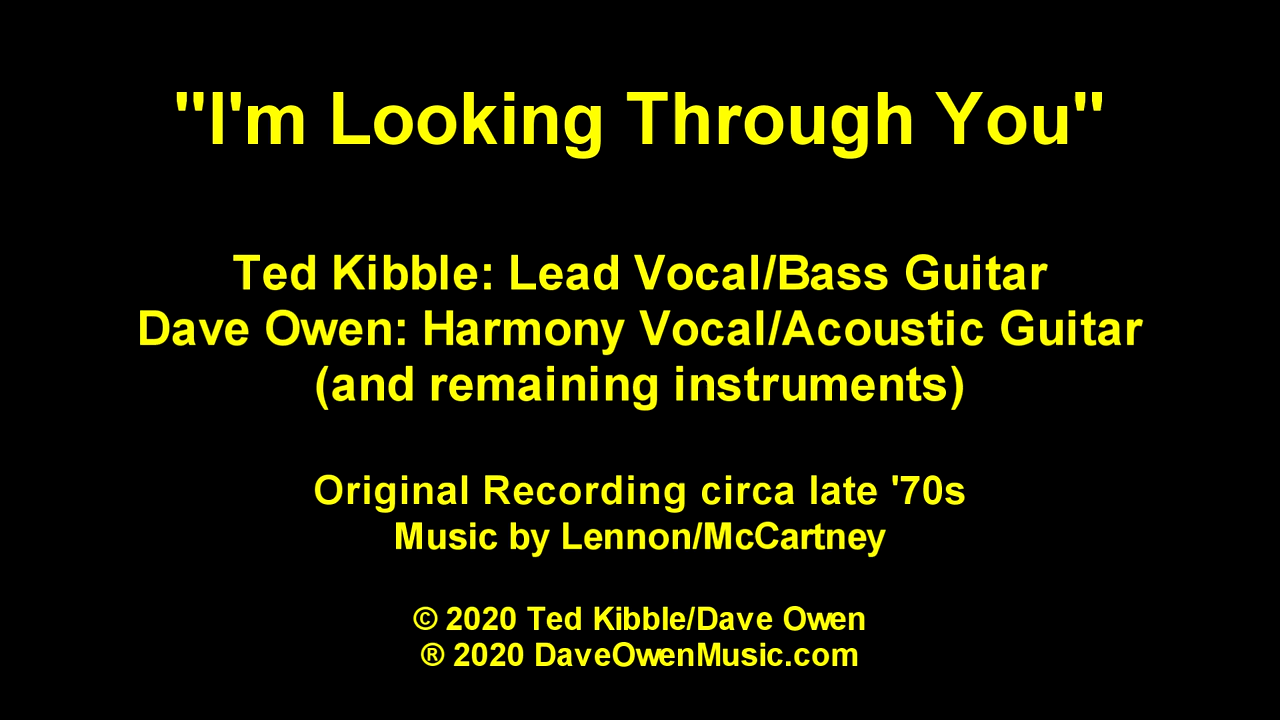 "I'm Looking Through You"
Ted Kibble: Lead Vocal/Bass Guitar
Dave Owen: Harmony Vocal/Acoustic Guitar
(and remaining instruments)
Original Recording circa late '70s
Music by Lennon/McCartney
© 2020 Ted Kibble/Dave Owen
® 2020 DaveOwenMusic.com